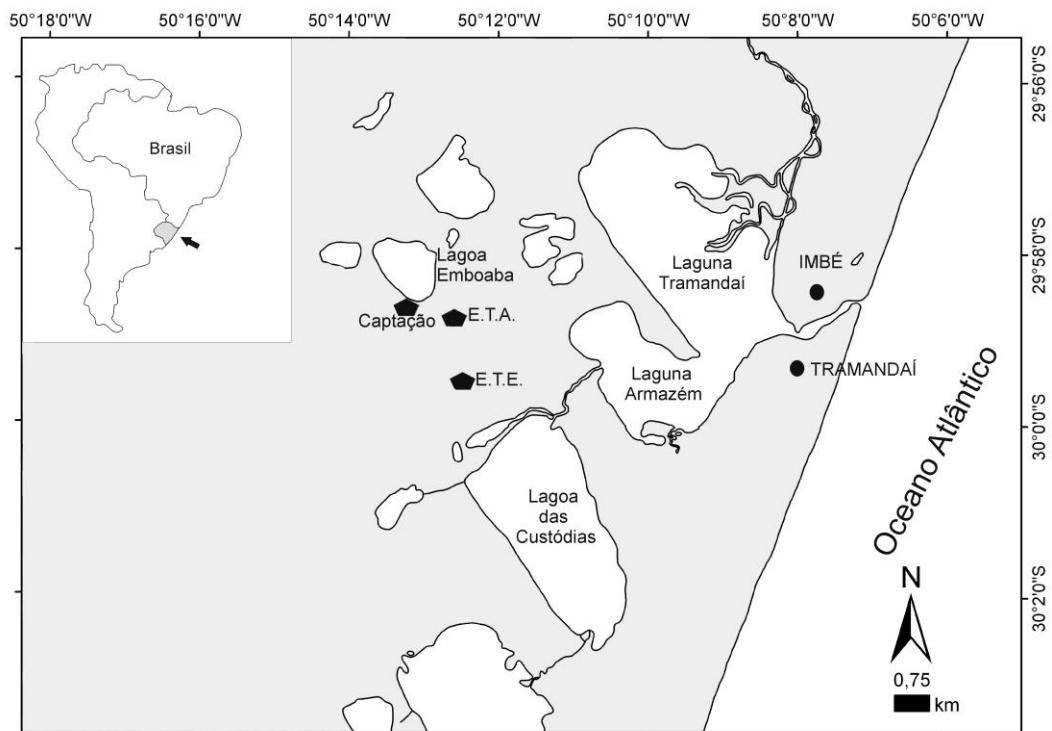 50°18'0"W 50°16'0"W 50°14'0"W 50°12'0"W 50°10'0"W 50°8'0"W 50°6'0"W
29°56'0"S
Brasil
Lagoa
Emboaba
Laguna
Tramandaí
IMBÉ
29°58'0"S
Captação
E.T.A.
E.T.E.
Laguna
Armazém
TRAMANDAÍ
30°0'0"S
Lagoa
das
Custódias
Oceano Atlântico
30°2'0"S
N
0,75
km